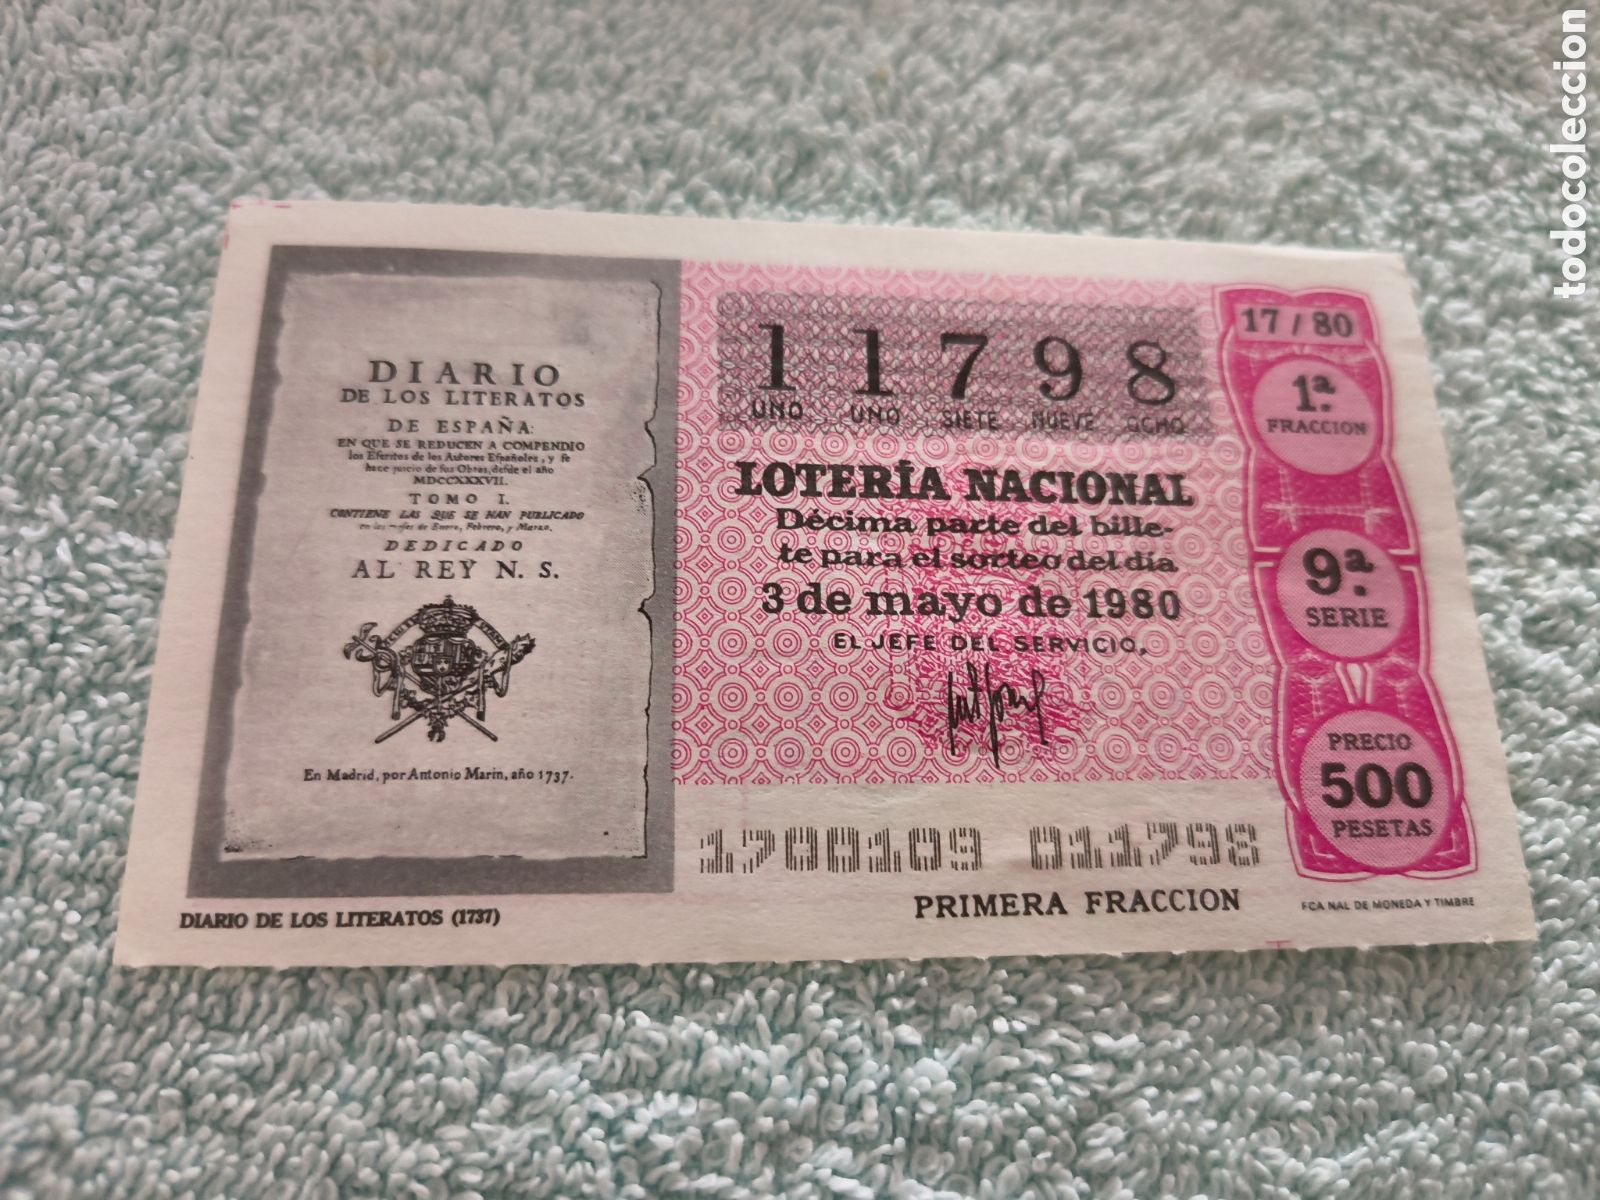 DIARIO
DE LOS LITERATOS
DE ESPAÑA:
EN QUE SE REDUCEN A COMPENDIO
los Eſcritos de los Autores Eſpañoles, y ſe
hace juicio de ſus Obras, deſde el año
MDCCXXXVII.
TOMO I.
CONTIENE LAS QUE SE HAN PUBLICADO
en los meſes de Enero, Febrero, y Marzo.
DEDICADO
AL REY N. S.
En Madrid, por Antonio Marin, año 1737.
DIARIO DE LOS LITERATOS (1737)
11798
UNO UNO SIETE NUEVE OCHO
LOTERÍA NACIONAL
Décima parte del bille-
te para el sorteo del día
3 de mayo de 1980
EL JEFE DEL SERVICIO,
1700109 011798
PRIMERA FRACCION
17 / 80
1.ª
FRACCION
9.ª
SERIE
PRECIO
500
PESETAS
FCA NAL DE MONEDA Y TIMBRE
todocoleccion